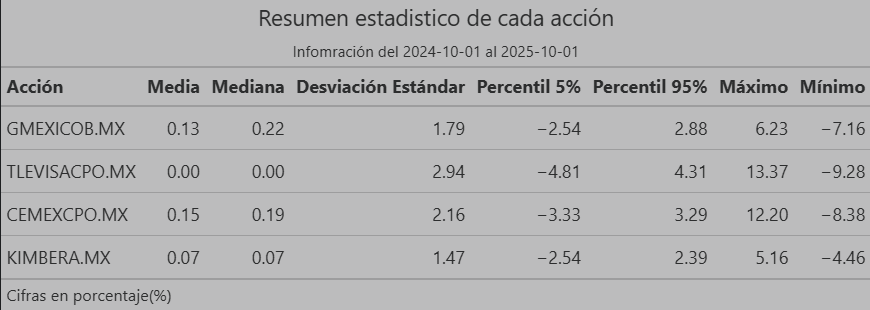 Resumen estadistico de cada acción
Infomración del 2024-10-01 al 2025-10-01
Acción Media Mediana Desviación Estándar Percentil 5% Percentil 95% Máximo Mínimo
GMEXICOB.MX 0.13 0.22 1.79 −2.54 2.88 6.23 −7.16
TLEVISACPO.MX 0.00 0.00 2.94 −4.81 4.31 13.37 −9.28
CEMEXCPO.MX 0.15 0.19 2.16 −3.33 3.29 12.20 −8.38
KIMBERA.MX 0.07 0.07 1.47 −2.54 2.39 5.16 −4.46
Cifras en porcentaje(%)